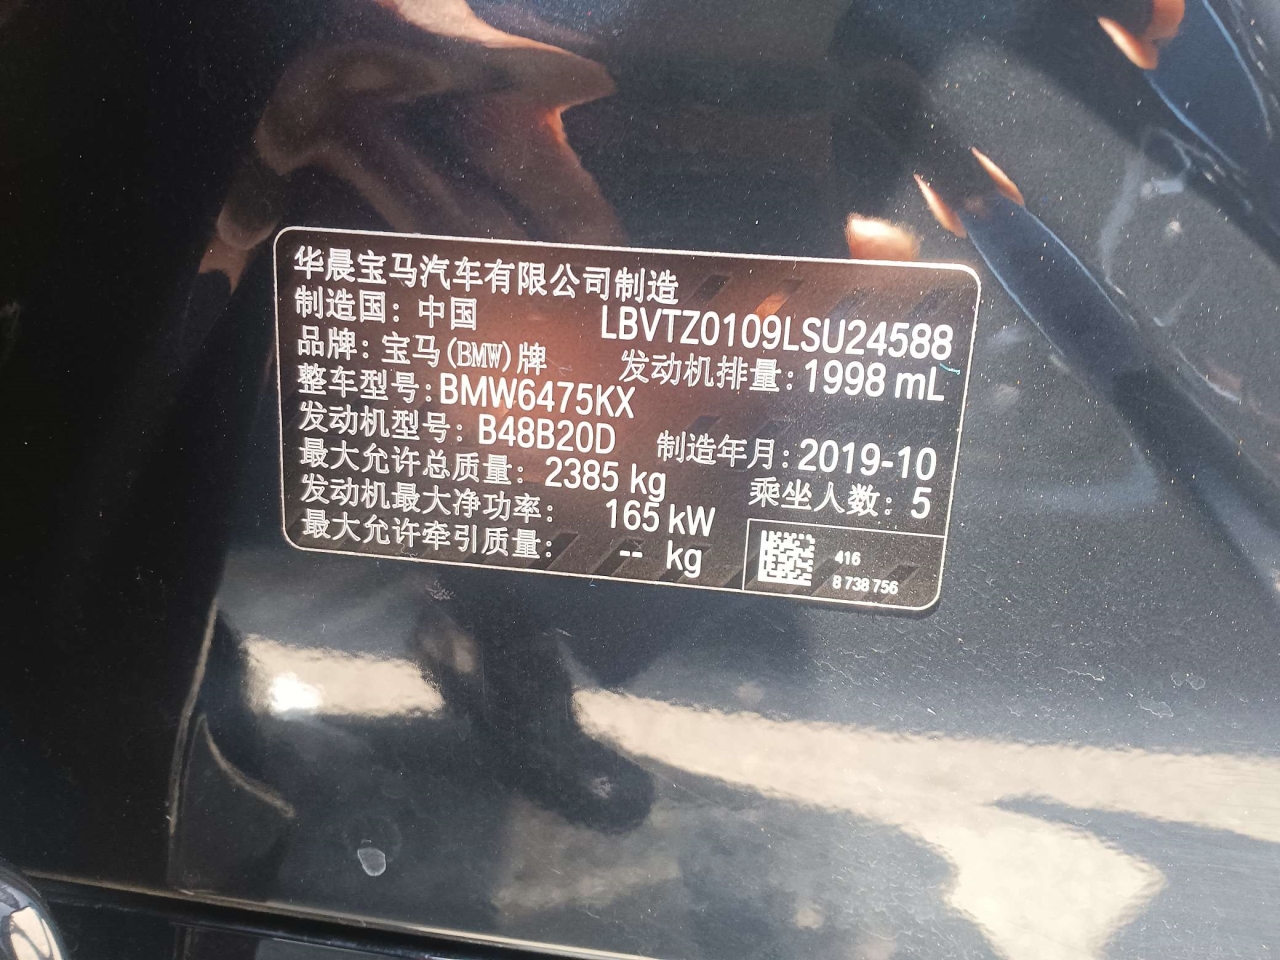 华晨宝马汽车有限公司制造
制造国：中国 LBVTZ0109LSU24588
品牌：宝马(BMW)牌 发动机排量：1998 mL
整车型号：BMW6475KX
发动机型号：B48B20D 制造年月：2019-10
最大允许总质量：2385 kg 乘坐人数：5
发动机最大净功率：165 kW
最大允许牵引质量：-- kg
416
8 738 756